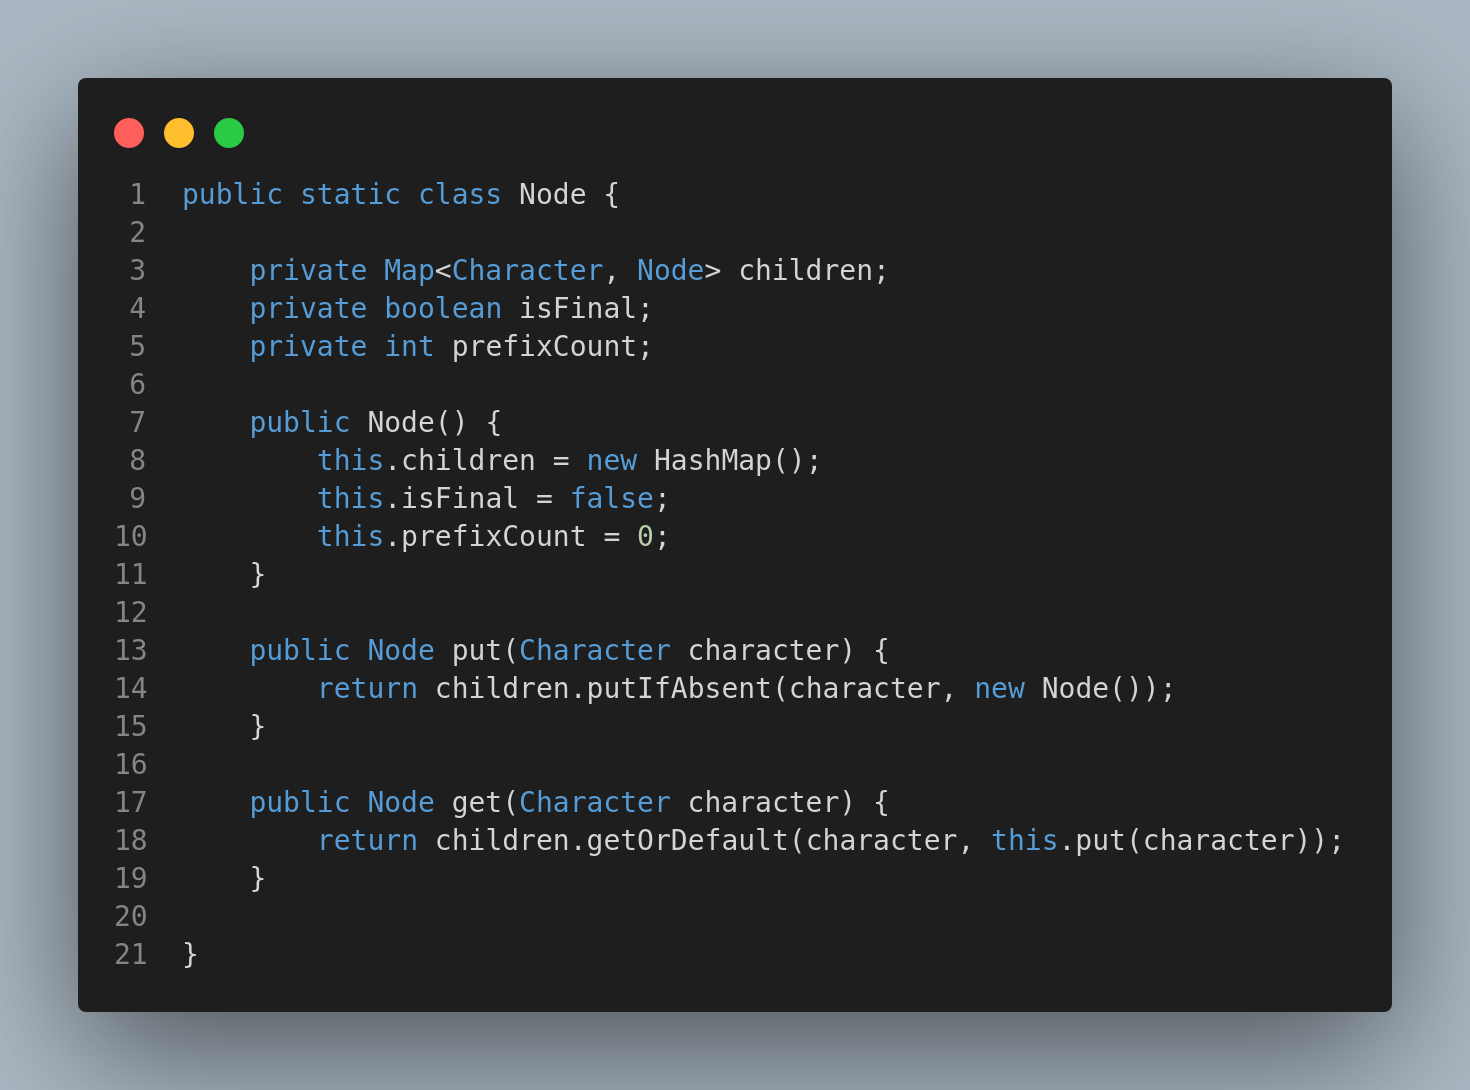 1 public static class Node {
2
3     private Map<Character, Node> children;
4     private boolean isFinal;
5     private int prefixCount;
6
7     public Node() {
8         this.children = new HashMap();
9         this.isFinal = false;
10         this.prefixCount = 0;
11     }
12
13     public Node put(Character character) {
14         return children.putIfAbsent(character, new Node());
15     }
16
17     public Node get(Character character) {
18         return children.getOrDefault(character, this.put(character));
19     }
20
21 }